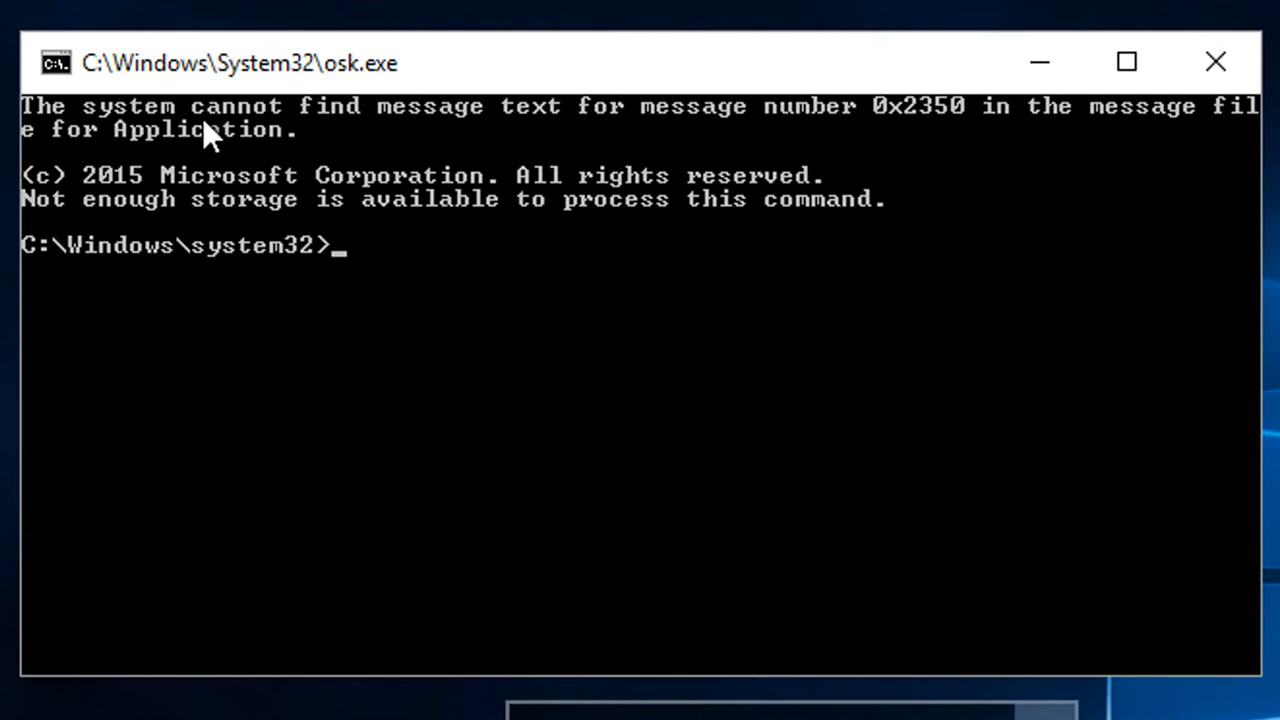 C:\Windows\System32\osk.exe
The system cannot find message text for message number 0x2350 in the message fil
e for Application.
(c) 2015 Microsoft Corporation. All rights reserved.
Not enough storage is available to process this command.
C:\Windows\system32>_